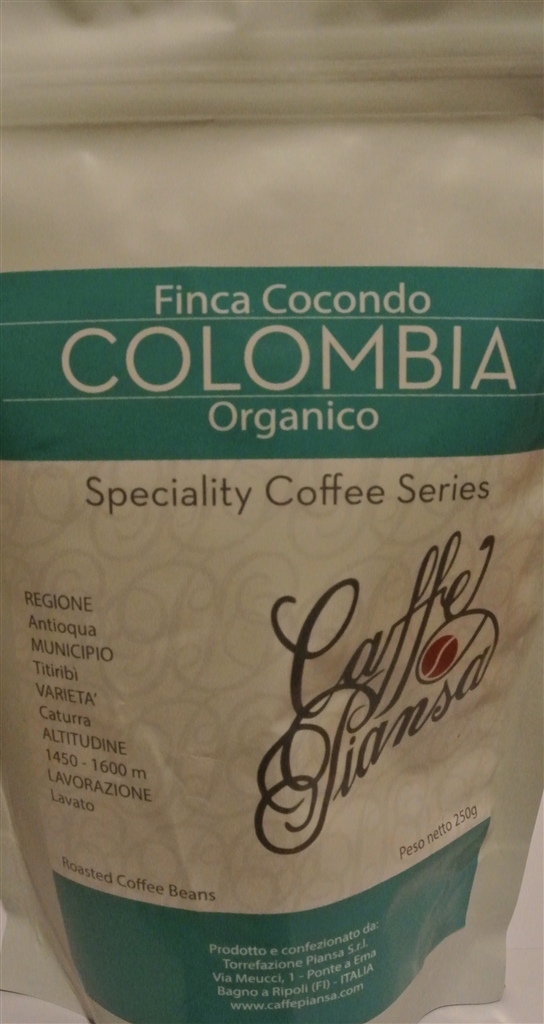 Finca Cocondo
COLOMBIA
Organico
Speciality Coffee Series
Caffè
Piansa
REGIONE
Antioqua
MUNICIPIO
Titiribì
VARIETA'
Caturra
ALTITUDINE
1450 - 1600 m
LAVORAZIONE
Lavato
Peso netto 250g
Roasted Coffee Beans
Prodotto e confezionato da:
Torrefazione Piansa S.r.l.
Via Meucci, 1 - Ponte a Ema
Bagno a Ripoli (FI) - ITALIA
www.caffepiansa.com